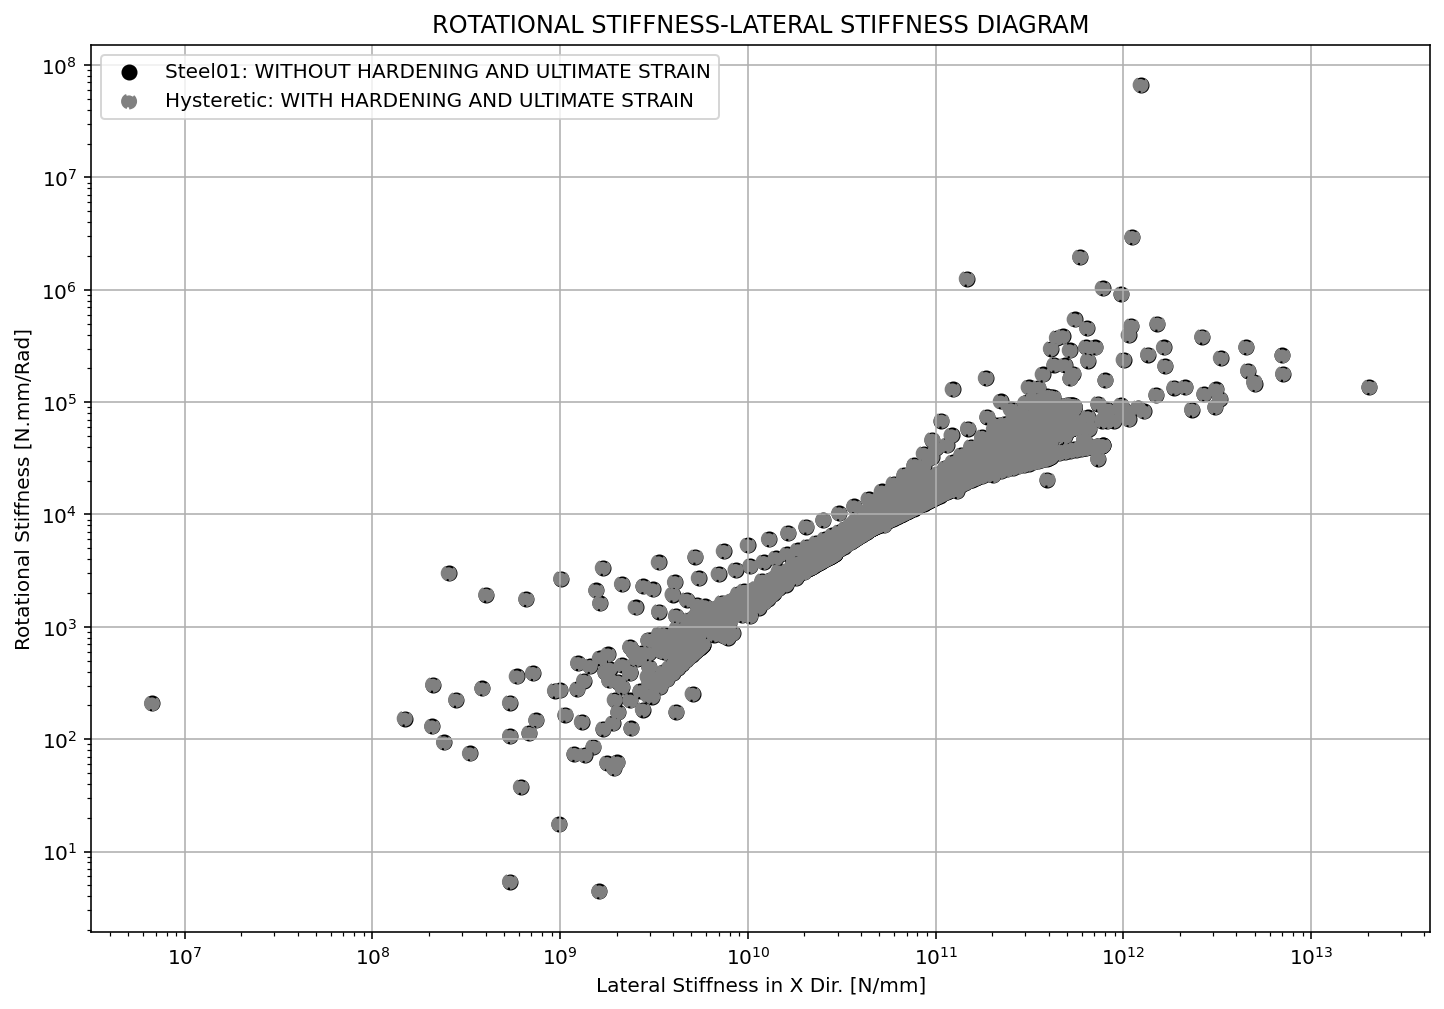 ROTATIONAL STIFFNESS-LATERAL STIFFNESS DIAGRAM
Steel01: WITHOUT HARDENING AND ULTIMATE STRAIN
Hysteretic: WITH HARDENING AND ULTIMATE STRAIN
Rotational Stiffness [N.mm/Rad]
10⁸
10⁷
10⁶
10⁵
10⁴
10³
10²
10¹
10⁷ 10⁸ 10⁹ 10¹⁰ 10¹¹ 10¹² 10¹³
Lateral Stiffness in X Dir. [N/mm]